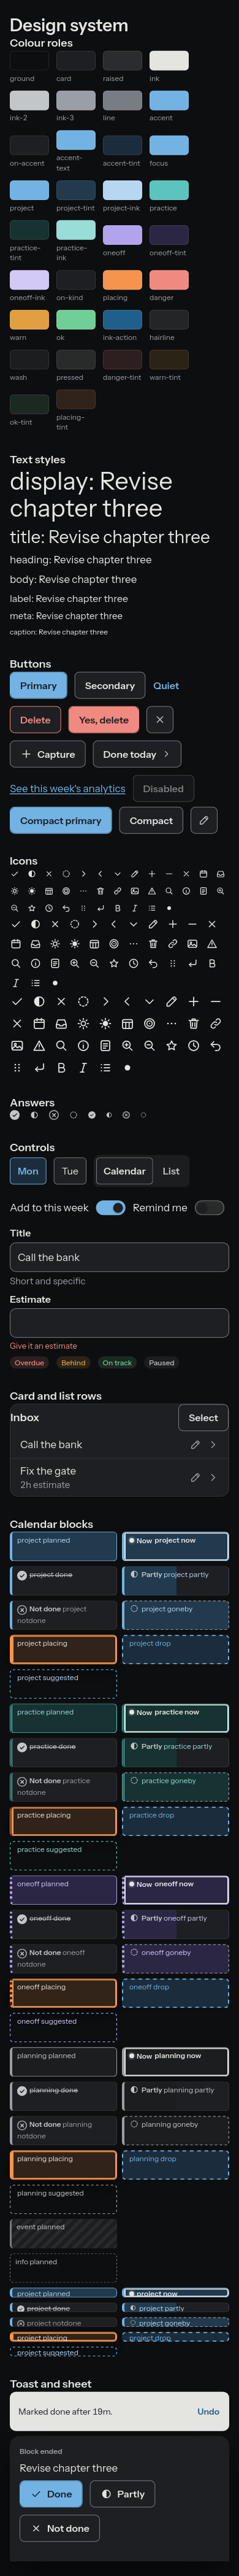 Design system
Colour roles
ground card raised ink
ink-2 ink-3 line accent
on-accent accent-text accent-tint focus
project project-tint project-ink practice
practice-tint practice-ink oneoff oneoff-tint
oneoff-ink on-kind placing danger
warn ok ink-action hairline
wash pressed danger-tint warn-tint
ok-tint placing-tint
Text styles
display: Revise
chapter three
title: Revise chapter three
heading: Revise chapter three
body: Revise chapter three
label: Revise chapter three
meta: Revise chapter three
caption: Revise chapter three
Buttons
Primary Secondary Quiet
Delete Yes, delete
Capture Done today
See this week's analytics Disabled
Compact primary Compact
Icons
Answers
Controls
Mon Tue Calendar List
Add to this week Remind me
Title
Call the bank
Short and specific
Estimate
Give it an estimate
Overdue Behind On track Paused
Card and list rows
Inbox Select
Call the bank
Fix the gate
2h estimate
Calendar blocks
project planned Now project now
project done Partly project partly
Not done project
notdone
project goneby
project placing project drop
project suggested
practice planned Now practice now
practice done Partly practice partly
Not done practice
notdone
practice goneby
practice placing practice drop
practice suggested
oneoff planned Now oneoff now
oneoff done Partly oneoff partly
Not done oneoff
notdone
oneoff goneby
oneoff placing oneoff drop
oneoff suggested
planning planned Now planning now
planning done Partly planning partly
Not done planning
notdone
planning goneby
planning placing planning drop
planning suggested
event planned
info planned
project planned project now
project done project partly
project notdone project goneby
project placing project drop
project suggested
Toast and sheet
Marked done after 19m. Undo
Block ended
Revise chapter three
Done Partly
Not done